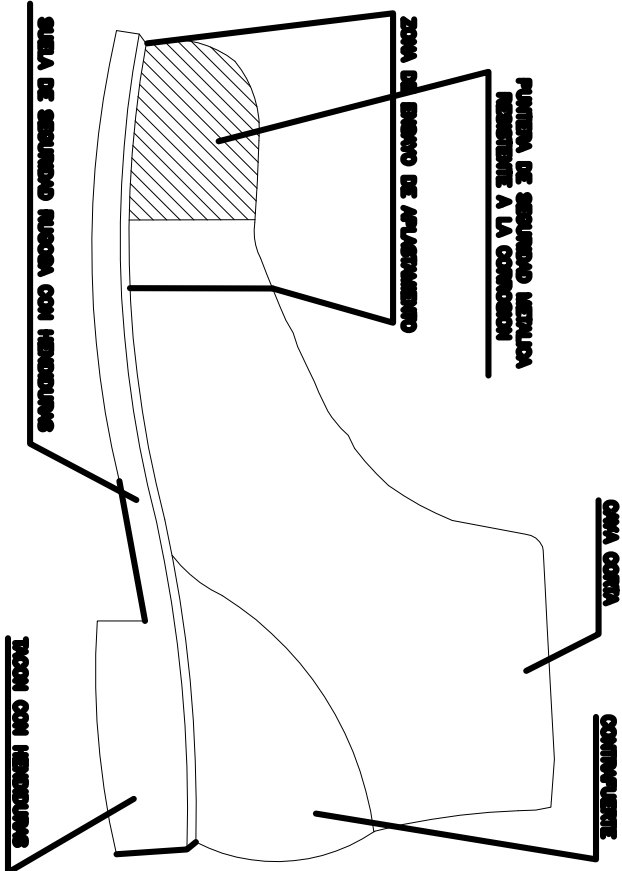 PUNTERA DE SEGURIDAD METALICA
RESISTENTE A LA CORROSION
ZONA DE ENSAYO DE APLASTAMIENTO
SUELA DE SEGURIDAD RUGOSA CON HENDIDURAS
CAÑA CORTA
CONTRAFUERTE
TACON CON HENDIDURAS